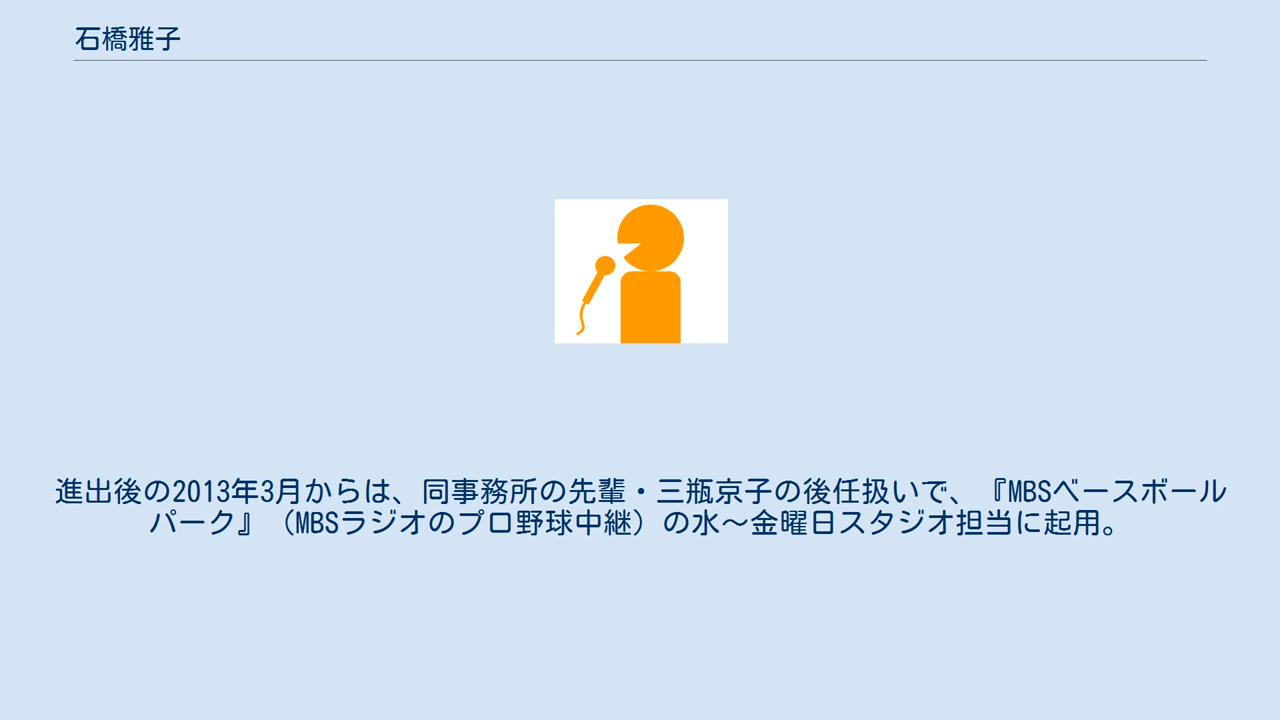 石橋雅子
進出後の2013年3月からは、同事務所の先輩・三瓶京子の後任扱いで、『MBSベースボール
パーク』（MBSラジオのプロ野球中継）の水～金曜日スタジオ担当に起用。